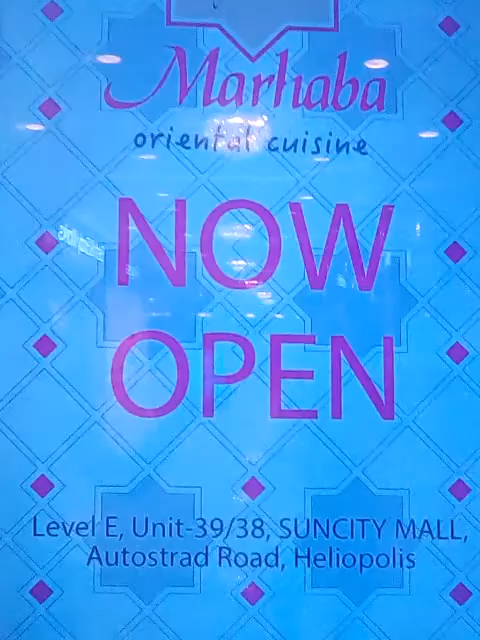 Marhaba
oriental cuisine
NOW
OPEN
Level E, Unit-39/38, SUNCITY MALL,
Autostrad Road, Heliopolis